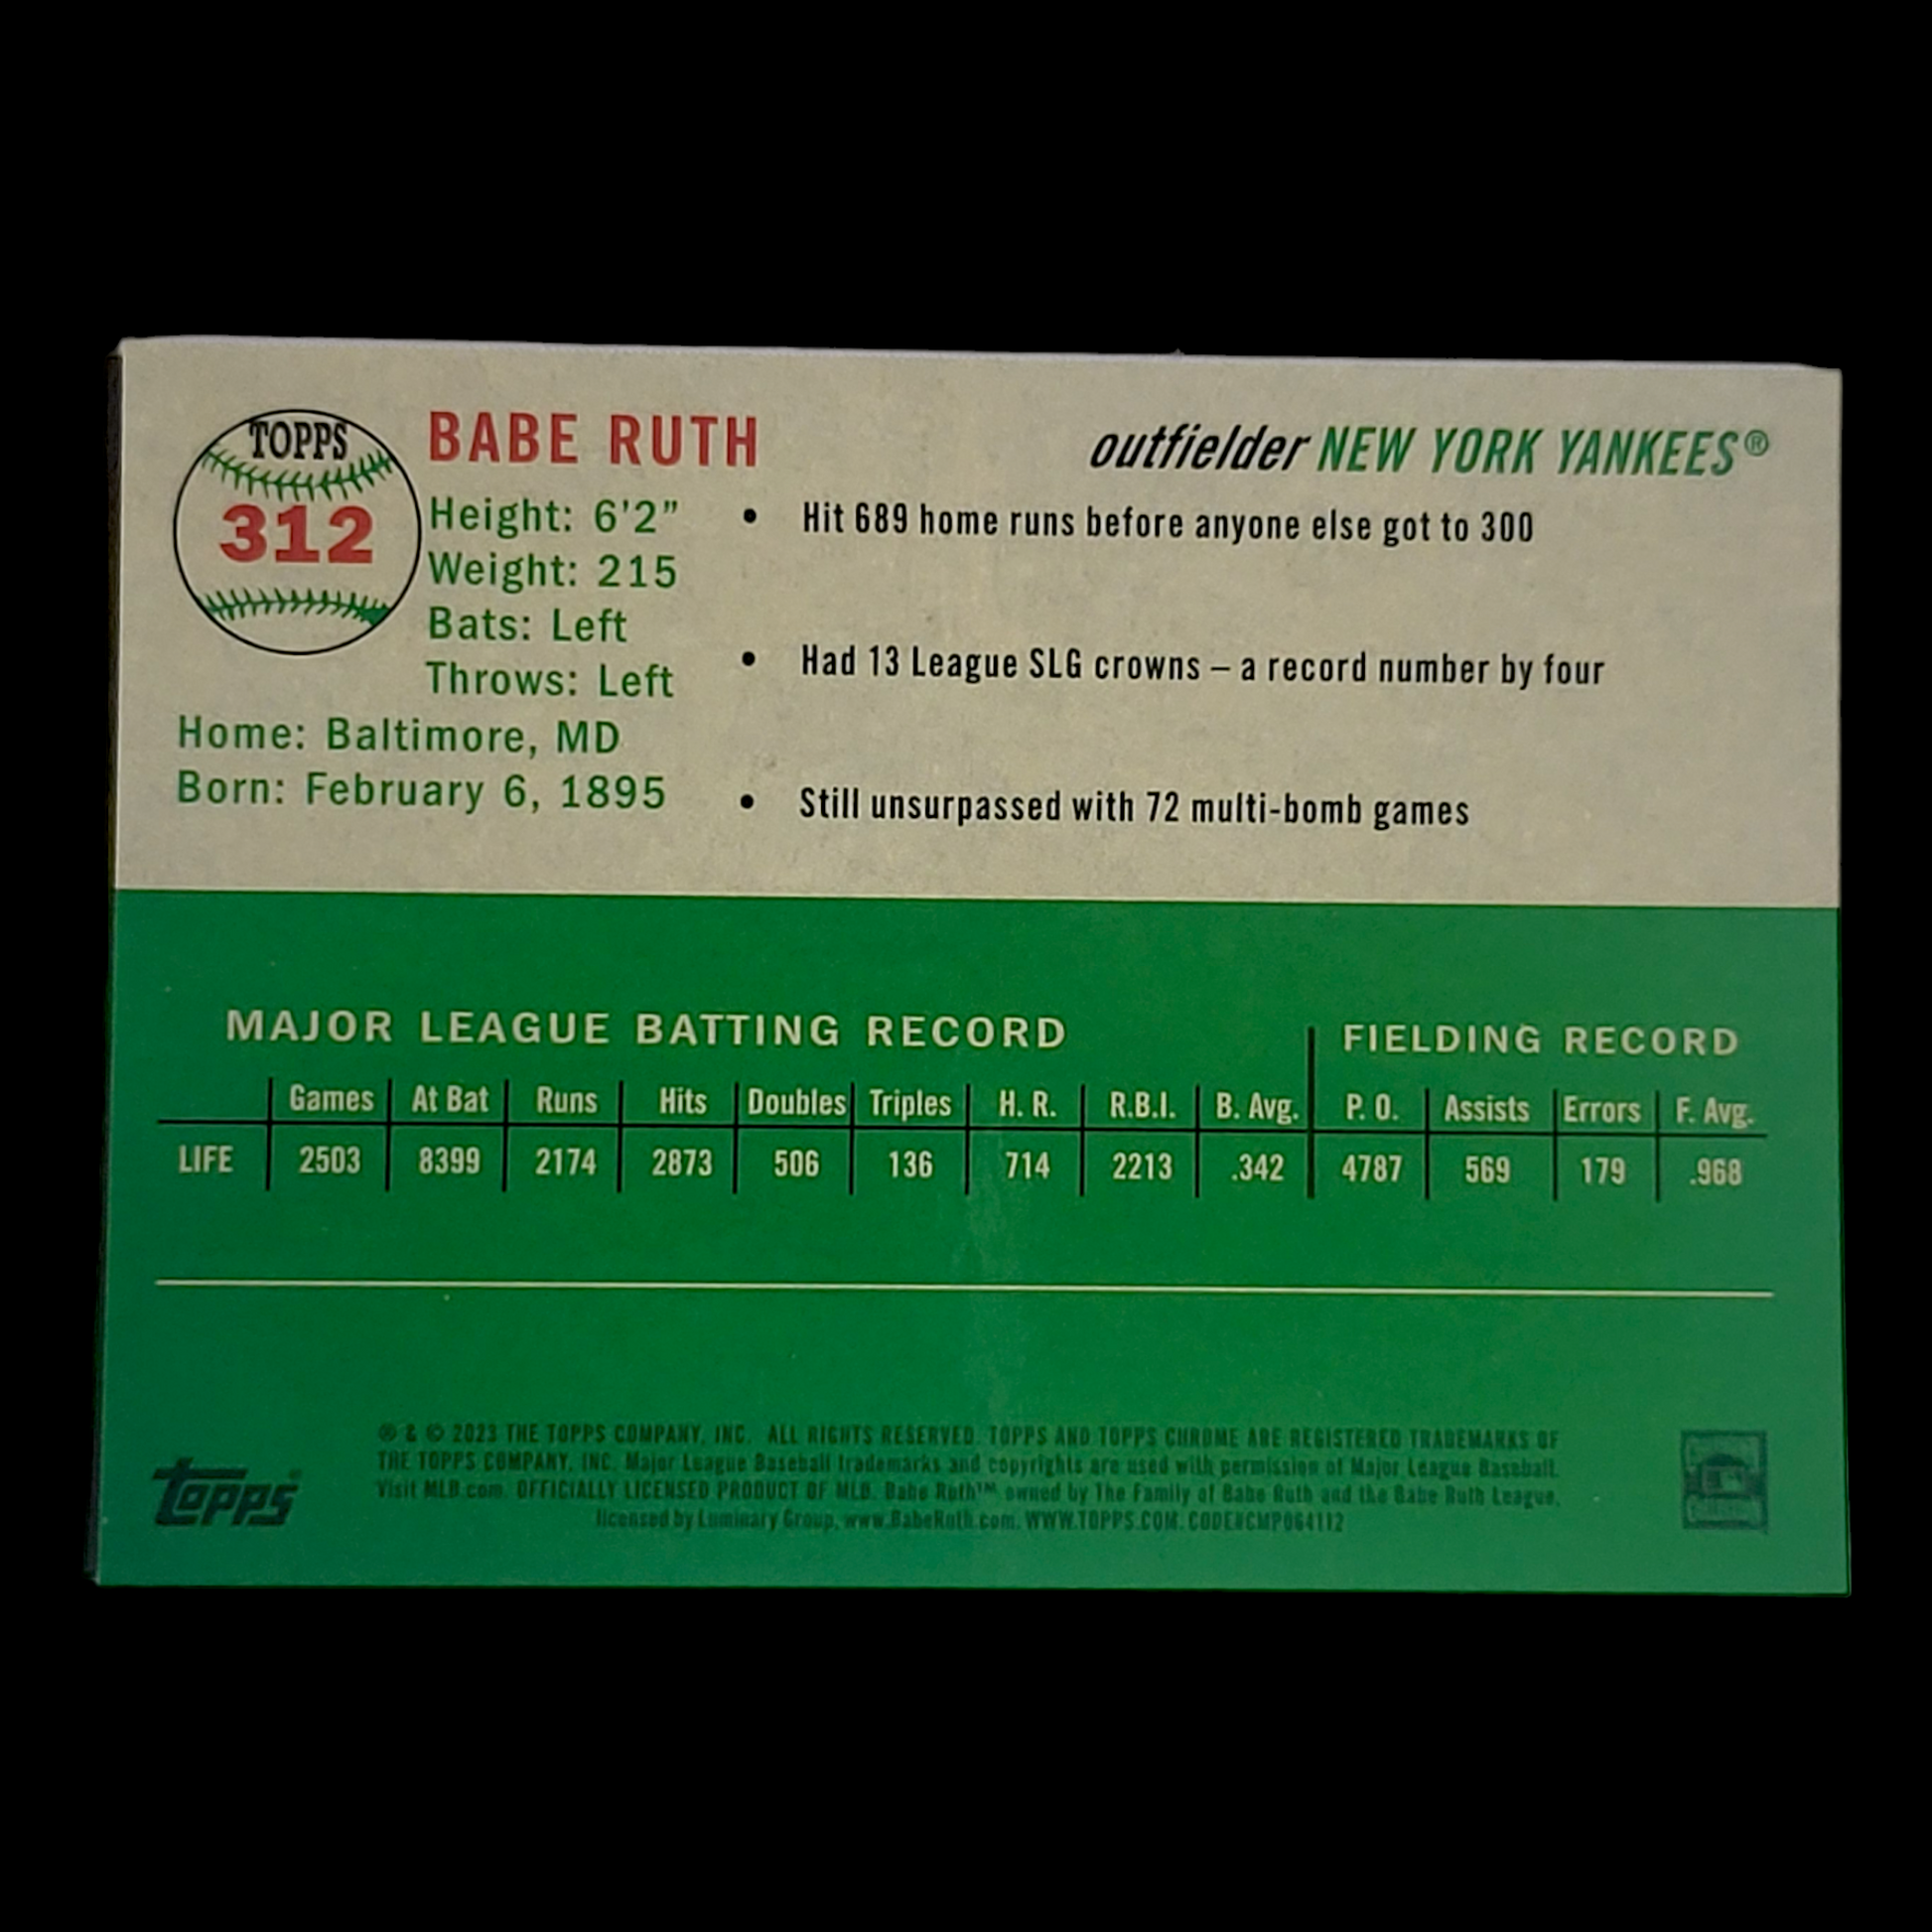 TOPPS
312
BABE RUTH
outfielder NEW YORK YANKEES®
Height: 6'2”
Weight: 215
Bats: Left
Throws: Left
Home: Baltimore, MD
Born: February 6, 1895
• Hit 689 home runs before anyone else got to 300
• Had 13 League SLG crowns – a record number by four
• Still unsurpassed with 72 multi-bomb games
MAJOR LEAGUE BATTING RECORD FIELDING RECORD
Games At Bat Runs Hits Doubles Triples H. R. R.B.I. B. Avg. P. O. Assists Errors F. Avg.
LIFE 2503 8399 2174 2873 506 136 714 2213 .342 4787 569 179 .968
® & © 2023 THE TOPPS COMPANY, INC. ALL RIGHTS RESERVED. TOPPS AND TOPPS CHROME ARE REGISTERED TRADEMARKS OF
THE TOPPS COMPANY, INC. Major League Baseball trademarks and copyrights are used with permission of Major League Baseball.
Visit MLB.com. OFFICIALLY LICENSED PRODUCT OF MLB. Babe Ruth™ owned by The Family of Babe Ruth and the Babe Ruth League,
licensed by Luminary Group, www.BabeRuth.com. WWW.TOPPS.COM. CODE#CMP064112
topps